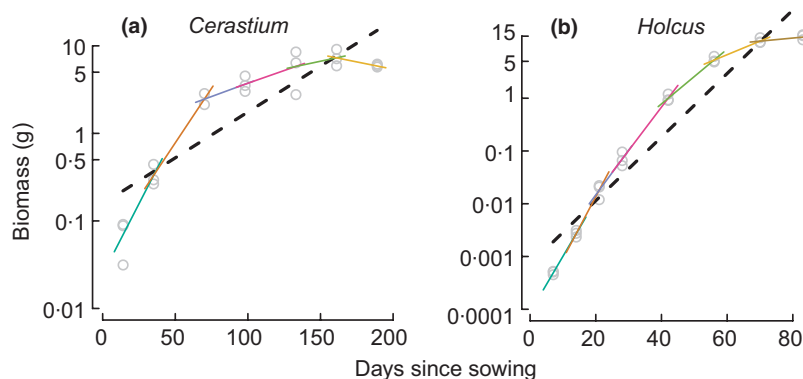 (a) Cerastium
10
5
1
0·5
0·1
0·01
Biomass (g)
0 50 100 150 200
(b) Holcus
15
5
1
0·1
0·01
0·001
0·0001
0 20 40 60 80
Days since sowing